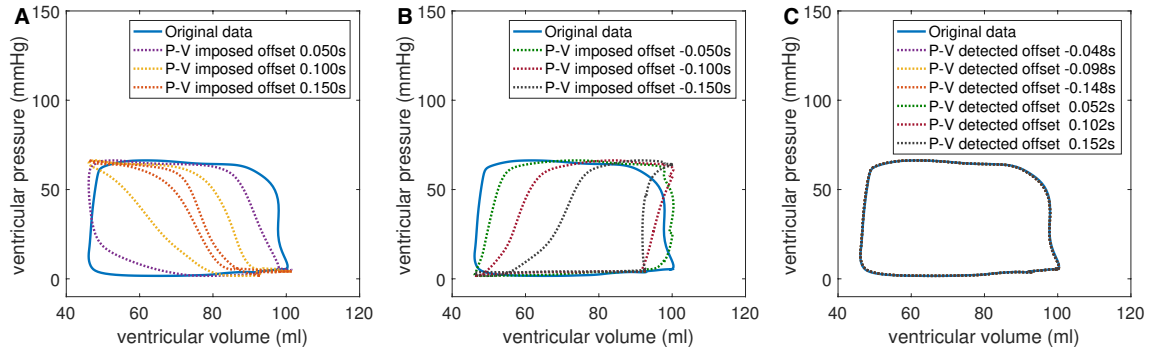 A
ventricular pressure (mmHg)
150
100
50
0
40
60
80
100
120
ventricular volume (ml)
Original data
P-V imposed offset 0.050s
P-V imposed offset 0.100s
P-V imposed offset 0.150s
B
ventricular pressure (mmHg)
150
100
50
0
40
60
80
100
120
ventricular volume (ml)
Original data
P-V imposed offset -0.050s
P-V imposed offset -0.100s
P-V imposed offset -0.150s
C
ventricular pressure (mmHg)
150
100
50
0
40
60
80
100
120
ventricular volume (ml)
Original data
P-V detected offset -0.048s
P-V detected offset -0.098s
P-V detected offset -0.148s
P-V detected offset 0.052s
P-V detected offset 0.102s
P-V detected offset 0.152s